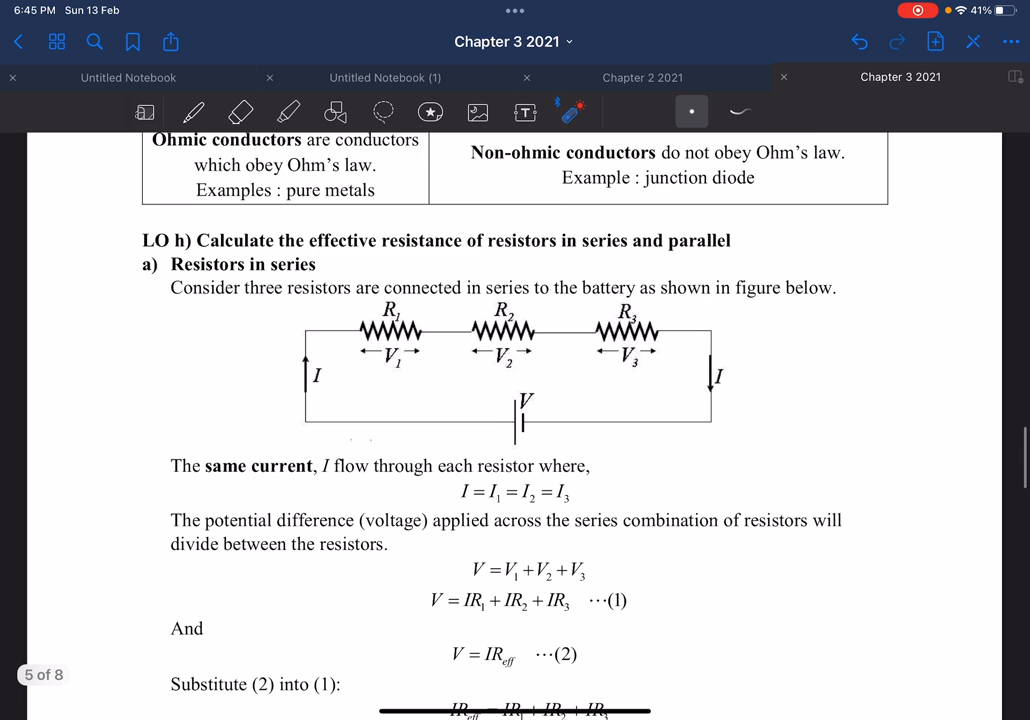 6:45 PM Sun 13 Feb
41%
Chapter 3 2021
Untitled Notebook
Untitled Notebook (1)
Chapter 2 2021
Chapter 3 2021
Ohmic conductors are conductors
which obey Ohm's law.
Examples : pure metals
Non-ohmic conductors do not obey Ohm's law.
Example : junction diode
LO h) Calculate the effective resistance of resistors in series and parallel
a) Resistors in series
Consider three resistors are connected in series to the battery as shown in figure below.
R₁ R₂ R₃
V₁ V₂ V₃
I I
V
The same current, I flow through each resistor where,
I = I₁ = I₂ = I₃
The potential difference (voltage) applied across the series combination of resistors will
divide between the resistors.
V = V₁ + V₂ + V₃
V = IR₁ + IR₂ + IR₃ ⋯(1)
And
V = IR_eff ⋯(2)
5 of 8
Substitute (2) into (1):
IR_eff = IR₁ + IR₂ + IR₃